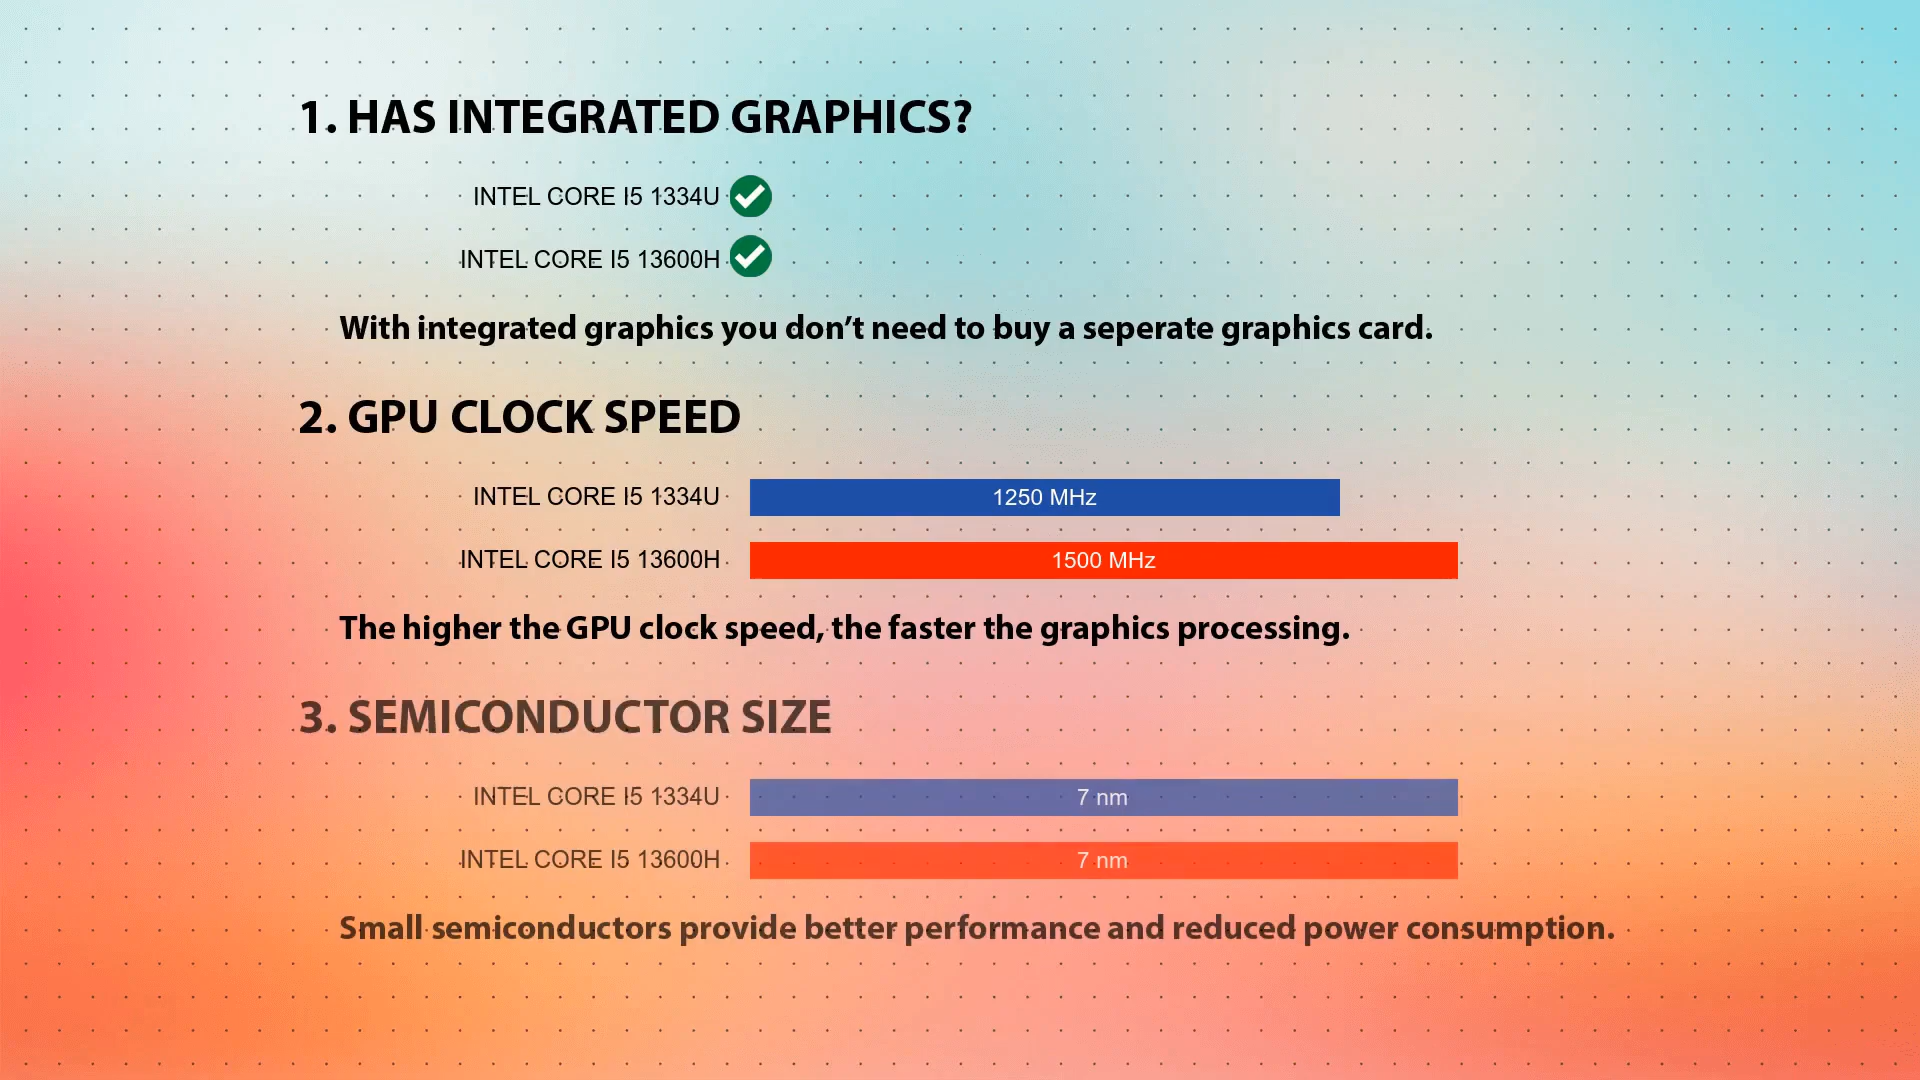 1. HAS INTEGRATED GRAPHICS?
INTEL CORE I5 1334U
INTEL CORE I5 13600H
With integrated graphics you don’t need to buy a seperate graphics card.
2. GPU CLOCK SPEED
INTEL CORE I5 1334U 1250 MHz
INTEL CORE I5 13600H 1500 MHz
The higher the GPU clock speed, the faster the graphics processing.
3. SEMICONDUCTOR SIZE
INTEL CORE I5 1334U 7 nm
INTEL CORE I5 13600H 7 nm
Small semiconductors provide better performance and reduced power consumption.